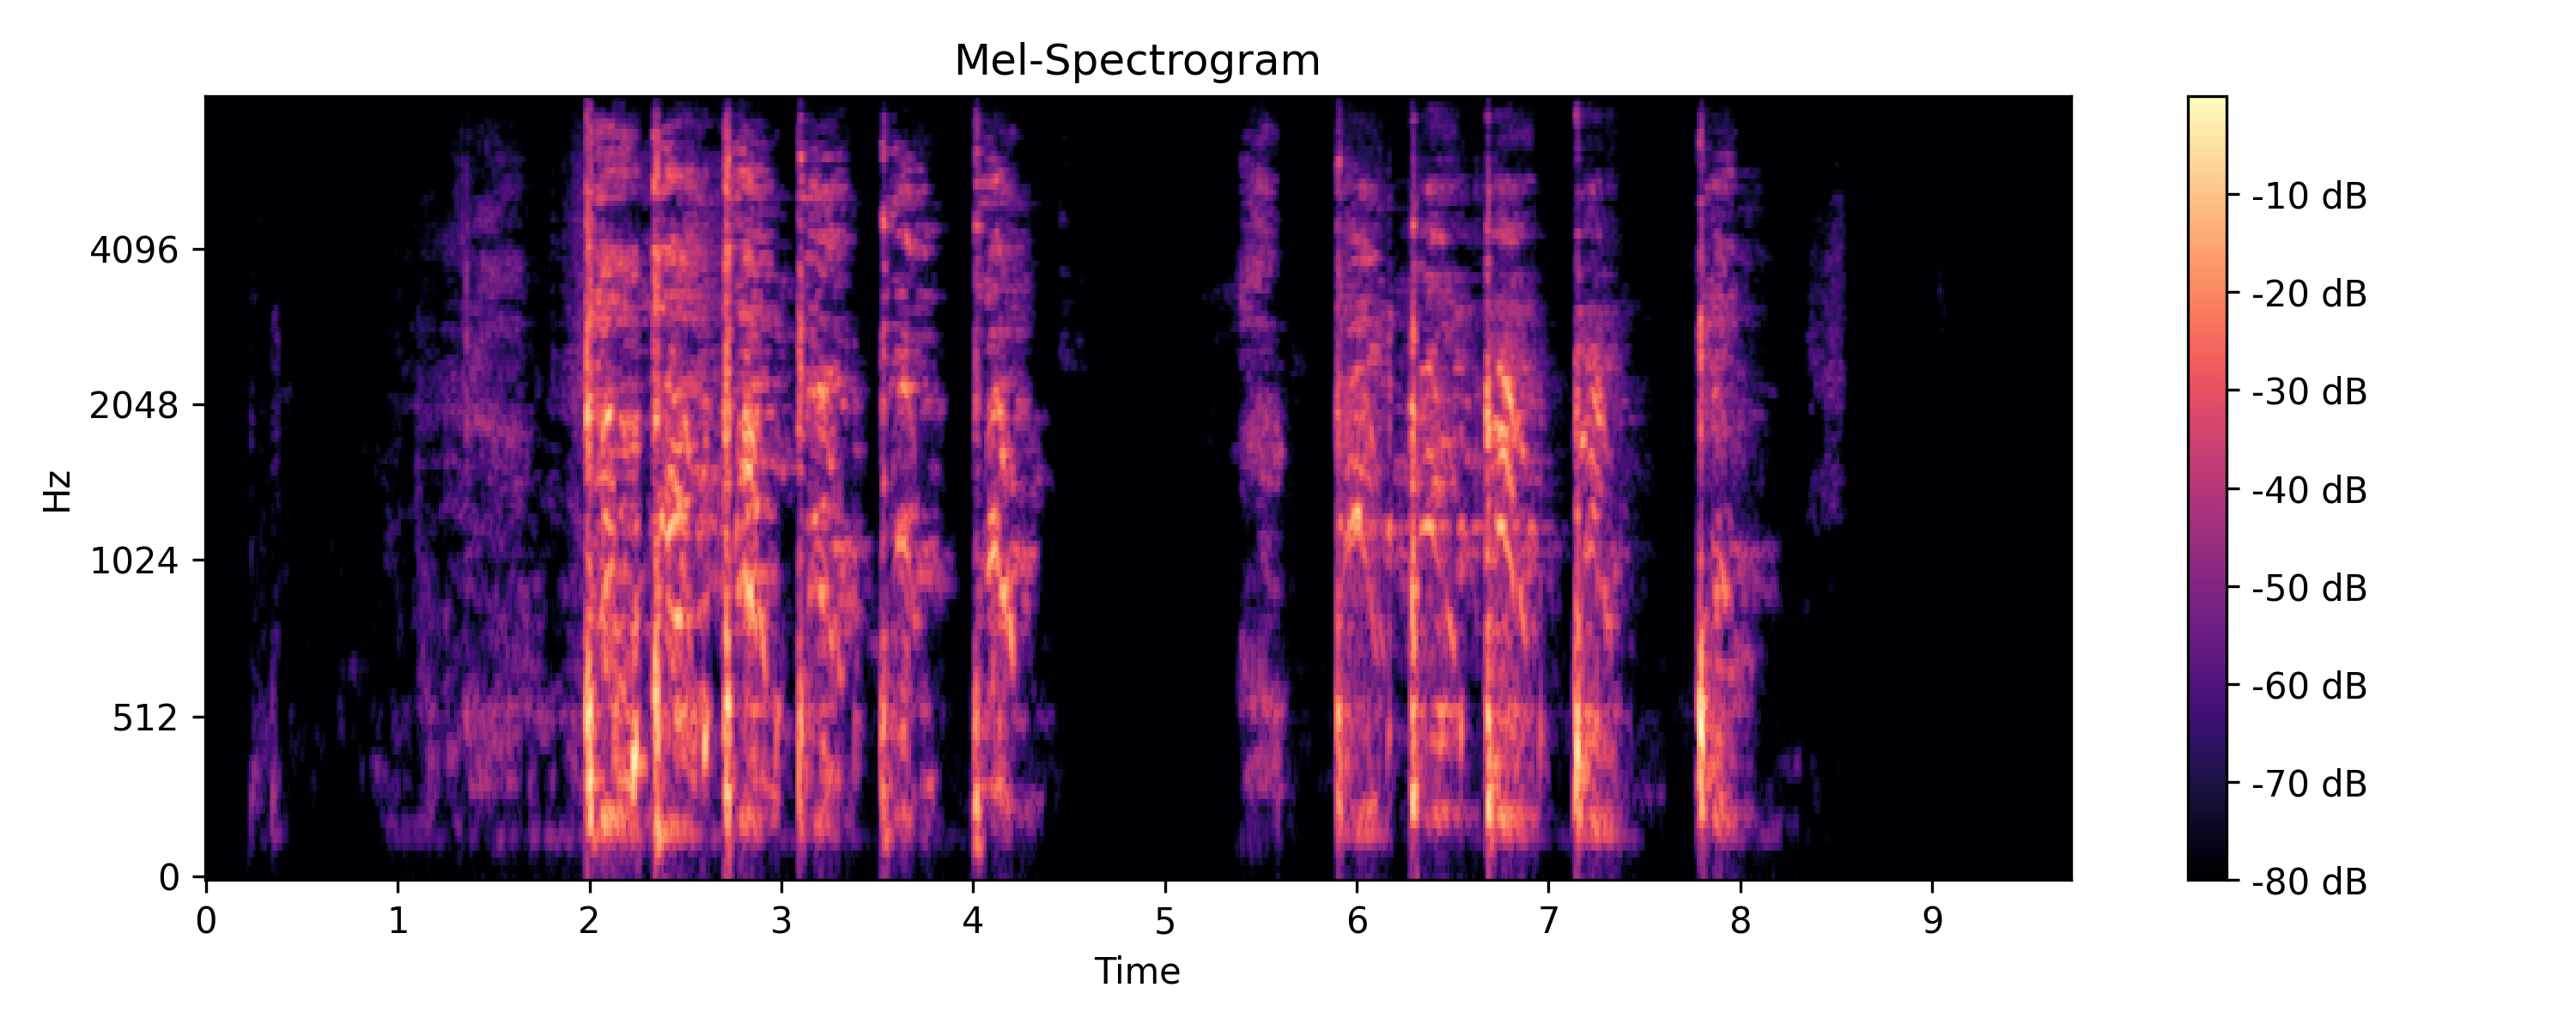 Mel-Spectrogram
Hz
4096
2048
1024
512
0
0 1 2 3 4 5 6 7 8 9
Time
-10 dB
-20 dB
-30 dB
-40 dB
-50 dB
-60 dB
-70 dB
-80 dB